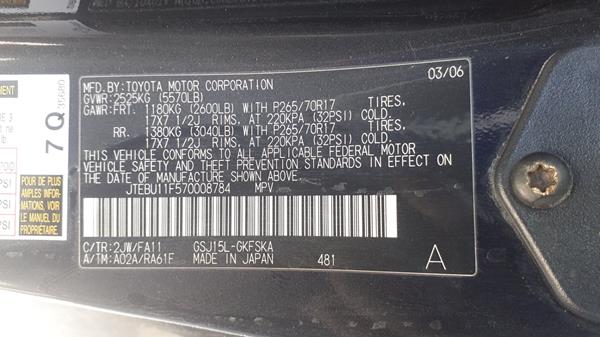 MFD.BY:TOYOTA MOTOR CORPORATION 03/06
GVWR:2525KG (5570LB)
GAWR:FRT. 1180KG (2600LB) WITH P265/70R17 TIRES,
17X7 1/2J RIMS, AT 220KPA (32PSI) COLD.
RR. 1380KG (3040LB) WITH P265/70R17 TIRES,
17X7 1/2J RIMS, AT 220KPA (32PSI) COLD.
THIS VEHICLE CONFORMS TO ALL APPLICABLE FEDERAL MOTOR
VEHICLE SAFETY AND THEFT PREVENTION STANDARDS IN
EFFECT ON THE DATE OF MANUFACTURE SHOWN ABOVE.
JTEBU11F570008784 MPV
C/TR:2JW/FA11 GSJ15L-GKFSKA
A/TM:A02A/RA61F MADE IN JAPAN 481 A
7 Q 35680
POUR DE PLUS
AMPLES INFOR-
MATIONS,
VOIR
LE MANUEL DU
PROPRIÉTAIRE